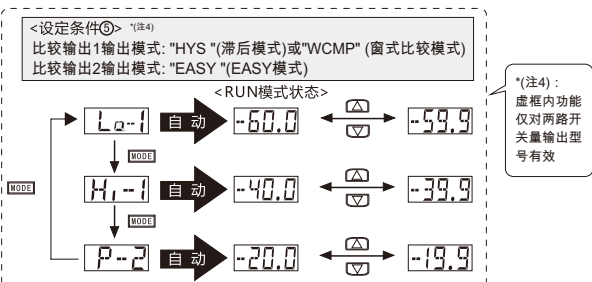 <设定条件⑤> *(注4)
比较输出1输出模式: "HYS "(滞后模式)或"WCMP" (窗式比较模式)
比较输出2输出模式: "EASY "(EASY模式)
<RUN模式状态>
Lo-1 自 动 -60.0 -59.9
MODE
MODE Hi-1 自 动 -40.0 -39.9
MODE
P-2 自 动 -20.0 -19.9
*(注4) :
虚框内功能
仅对两路开
关量输出型
号有效